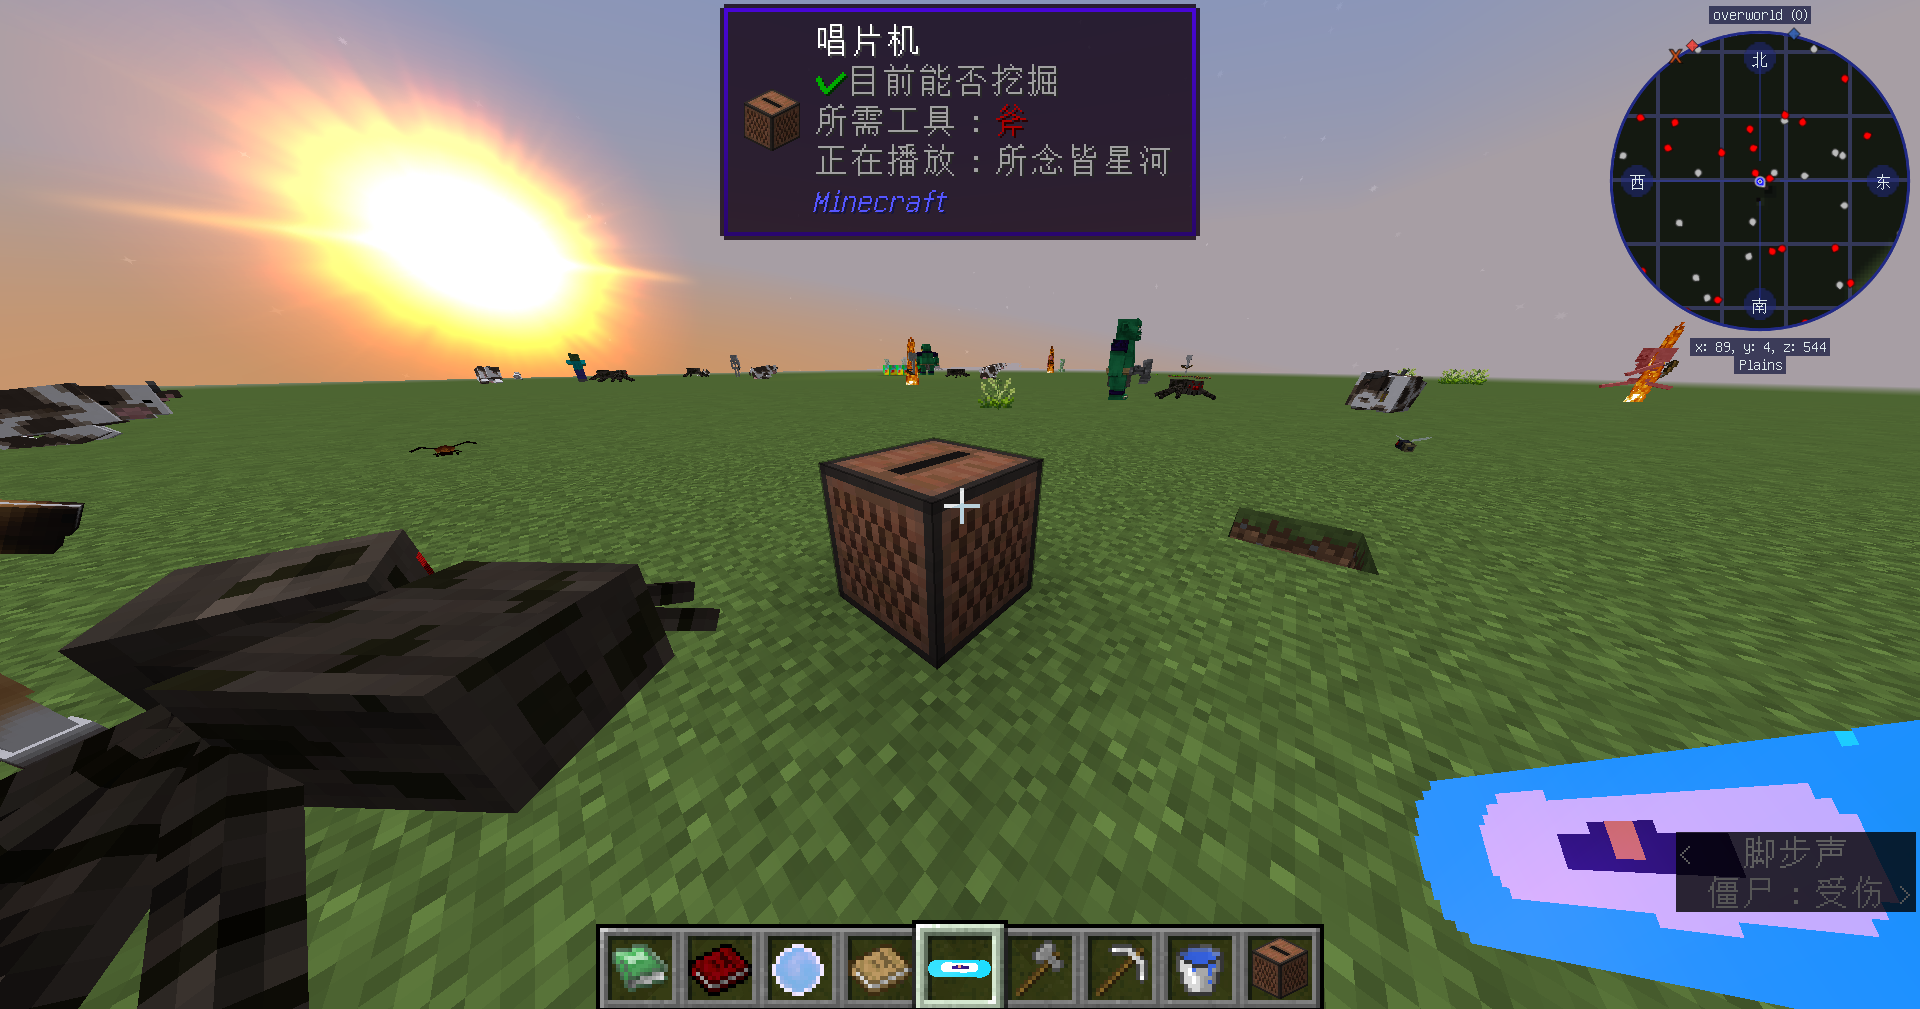 唱片机
✔目前能否挖掘
所需工具：斧
正在播放：所念皆星河
Minecraft
overworld (0)
北
西
东
南
x: 89, y: 4, z: 544
Plains
< 脚步声
僵尸：受伤 >